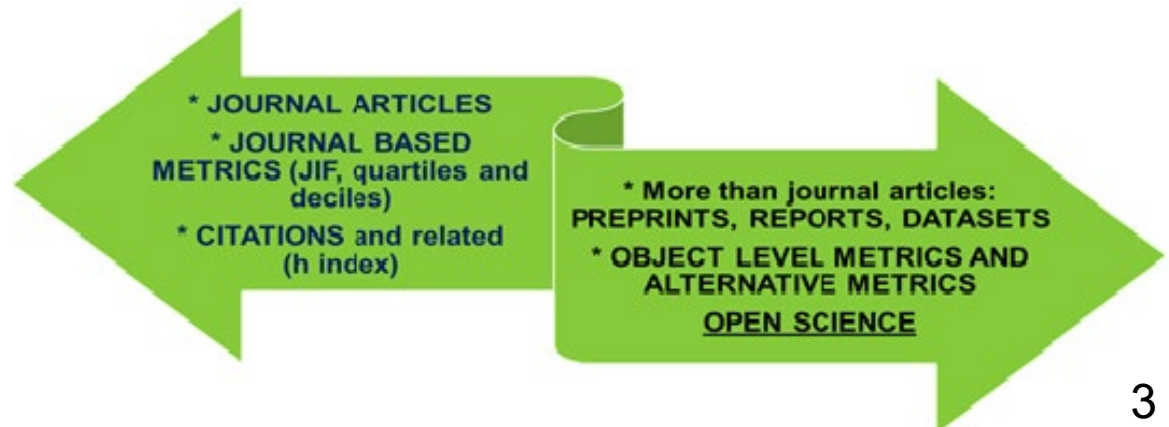 * JOURNAL ARTICLES
* JOURNAL BASED
METRICS (JIF, quartiles and
deciles)
* CITATIONS and related
(h index)
* More than journal articles:
PREPRINTS, REPORTS, DATASETS
* OBJECT LEVEL METRICS AND
ALTERNATIVE METRICS
OPEN SCIENCE
3